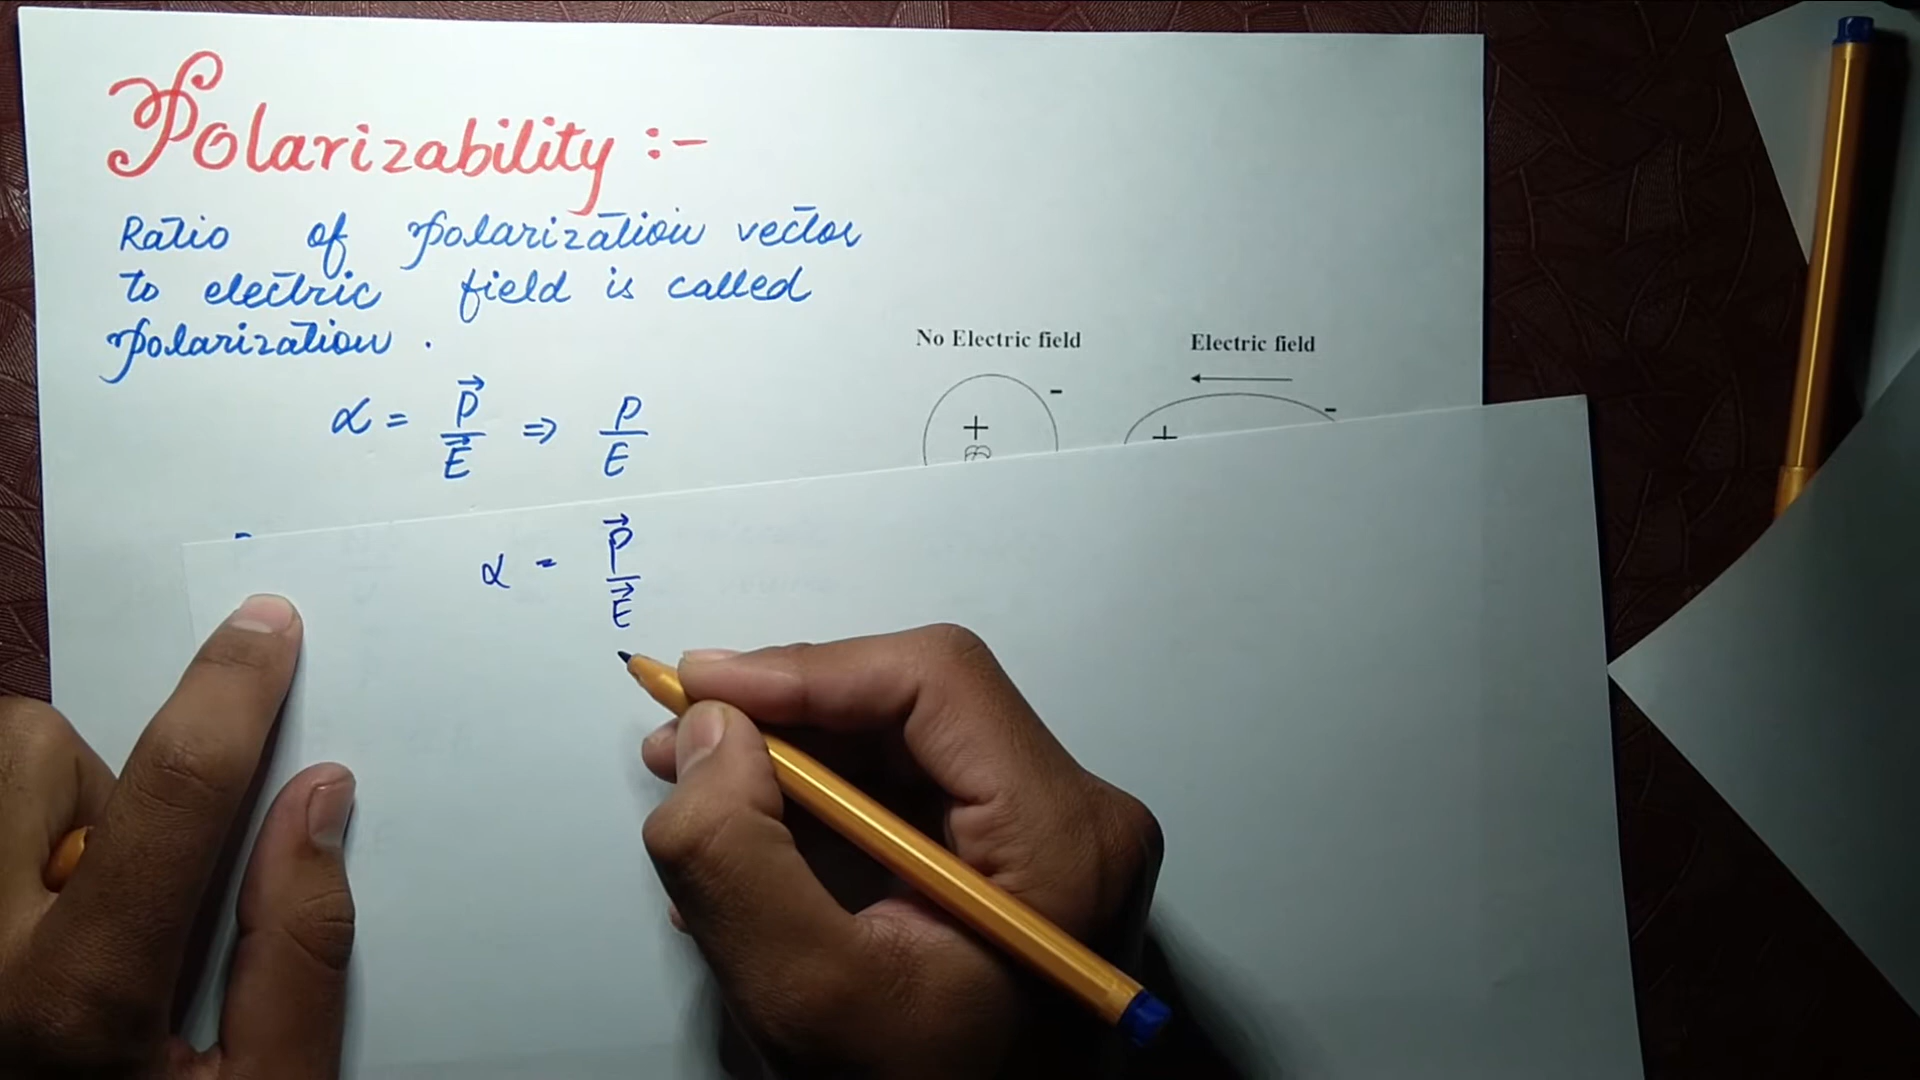 Polarizability :-
Ratio of polarization vector
to electric field is called
polarization .
No Electric field
Electric field
α = P⃗/E⃗ ⇒ P/E
+ -
+ -
α = P⃗/E⃗